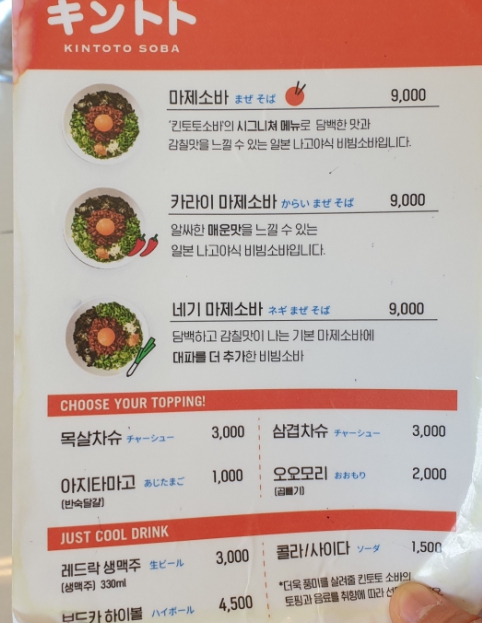 キントト
KINTOTO SOBA
마제소바 まぜ そば 9,000
'킨토토소바'의 시그니쳐 메뉴로 담백한 맛과
감칠맛을 느낄 수 있는 일본 나고야식 비빔소바입니다.
카라이 마제소바 からい まぜ そば 9,000
알싸한 매운맛을 느낄 수 있는
일본 나고야식 비빔소바입니다.
네기 마제소바 ネギ まぜ そば 9,000
담백하고 감칠맛이 나는 기본 마제소바에
대파를 더 추가한 비빔소바
CHOOSE YOUR TOPPING!
목살차슈 チャーシュー 3,000
삼겹차슈 チャーシュー 3,000
아지타마고 あじたまご 1,000
(반숙달걀)
오오모리 おおもり 2,000
(곱빼기)
JUST COOL DRINK
레드락 생맥주 生ビール 3,000
(생맥주) 330ml
콜라/사이다 ソーダ 1,500
*더욱 풍미를 살려줄 킨토토 소바의
토핑과 음료를 취향에 따라
보드카 하이볼 ハイボール 4,500